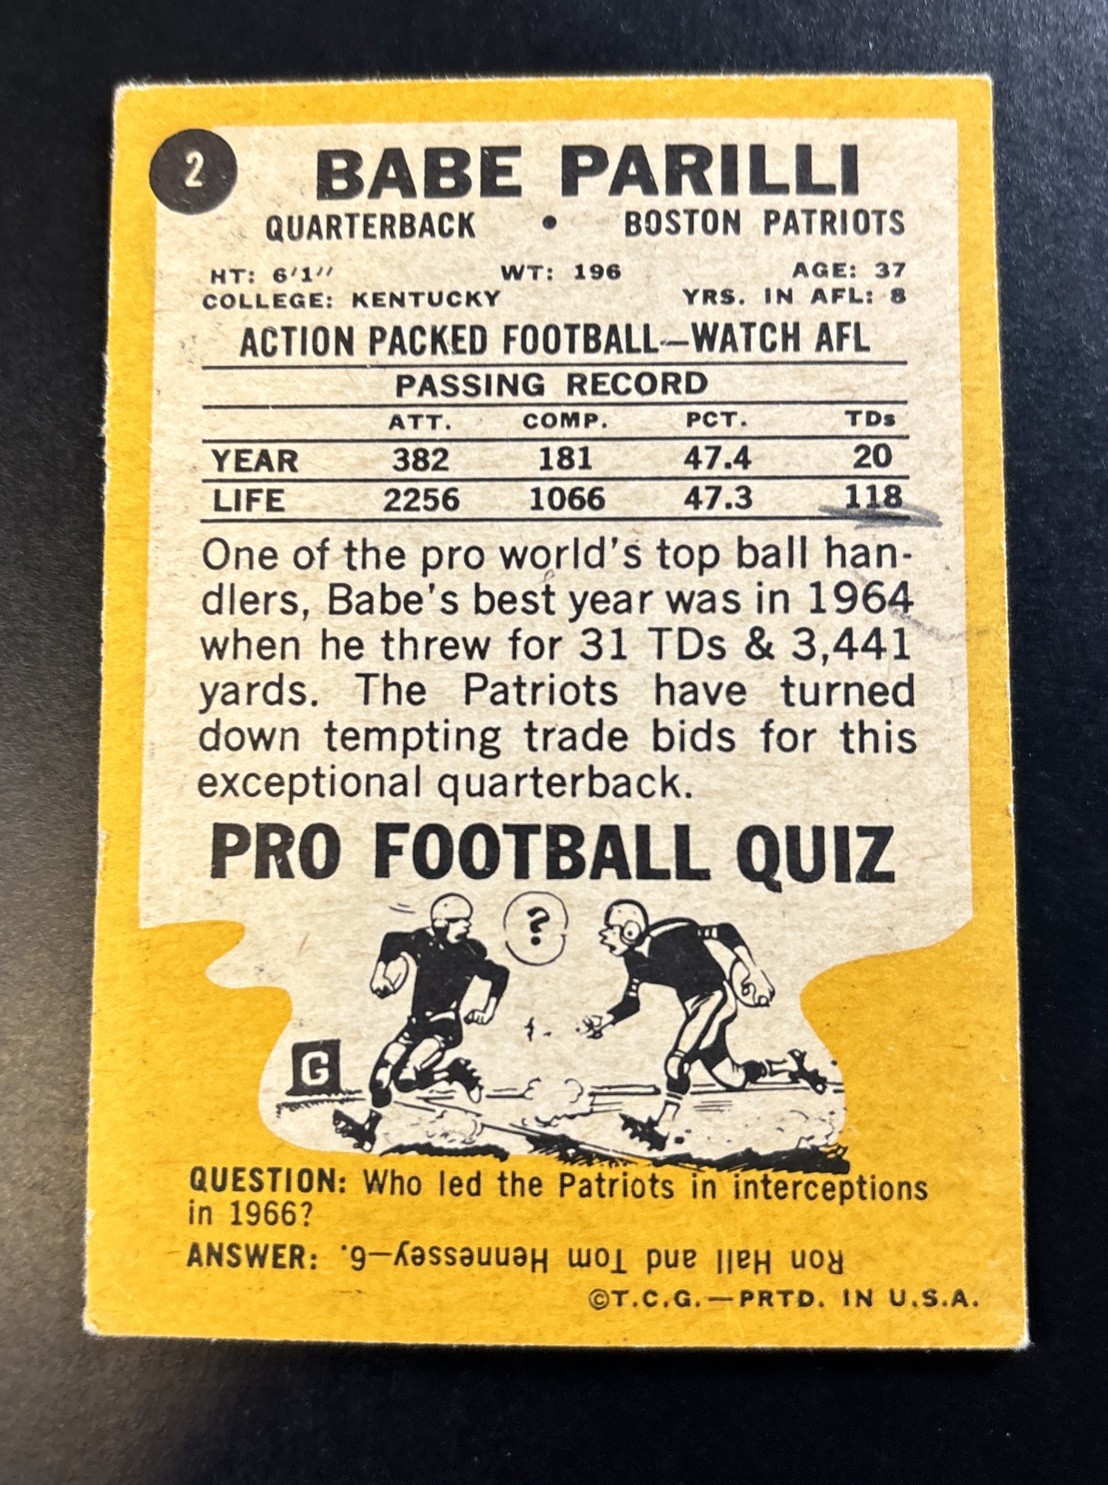 2
BABE PARILLI
QUARTERBACK • BOSTON PATRIOTS
HT: 6'1" WT: 196 AGE: 37
COLLEGE: KENTUCKY YRS. IN AFL: 8
ACTION PACKED FOOTBALL—WATCH AFL
PASSING RECORD
ATT. COMP. PCT. TDs
YEAR 382 181 47.4 20
LIFE 2256 1066 47.3 118
One of the pro world's top ball han-
dlers, Babe's best year was in 1964
when he threw for 31 TDs & 3,441
yards. The Patriots have turned
down tempting trade bids for this
exceptional quarterback.
PRO FOOTBALL QUIZ
?
G
QUESTION: Who led the Patriots in interceptions
in 1966?
ANSWER: Ron Hall and Tom Hennessey—6.
©T.C.G.—PRTD. IN U.S.A.